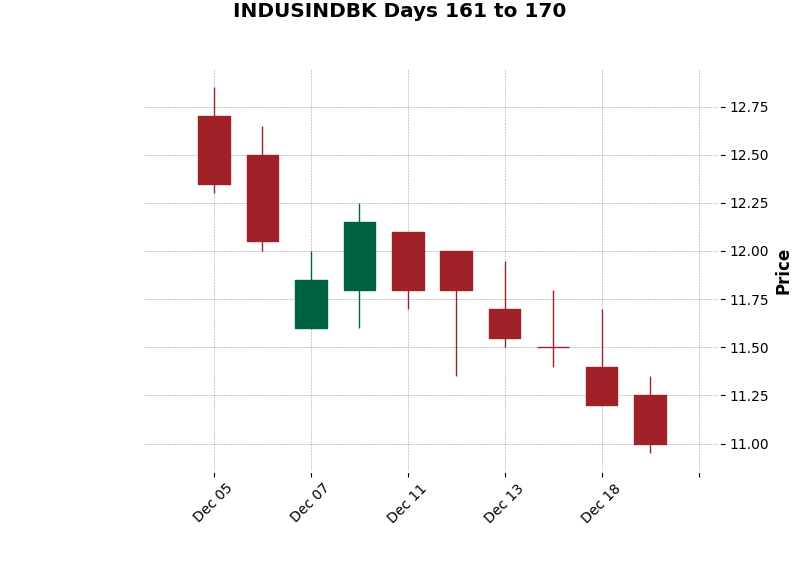 INDUSINDBK Days 161 to 170
12.75
12.50
12.25
12.00
11.75
11.50
11.25
11.00
Price
Dec 05
Dec 07
Dec 11
Dec 13
Dec 18